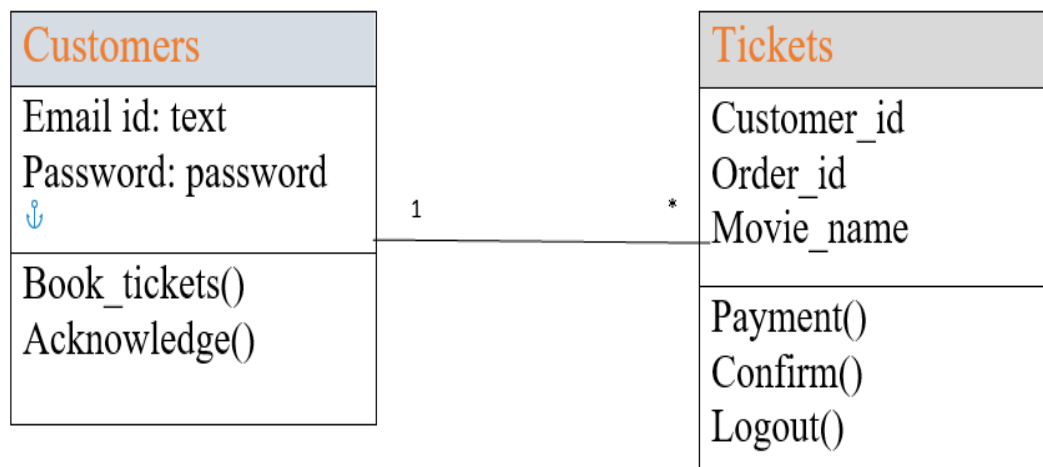 Customers
Email id: text
Password: password
Book_tickets()
Acknowledge()
1
*
Tickets
Customer_id
Order_id
Movie_name
Payment()
Confirm()
Logout()